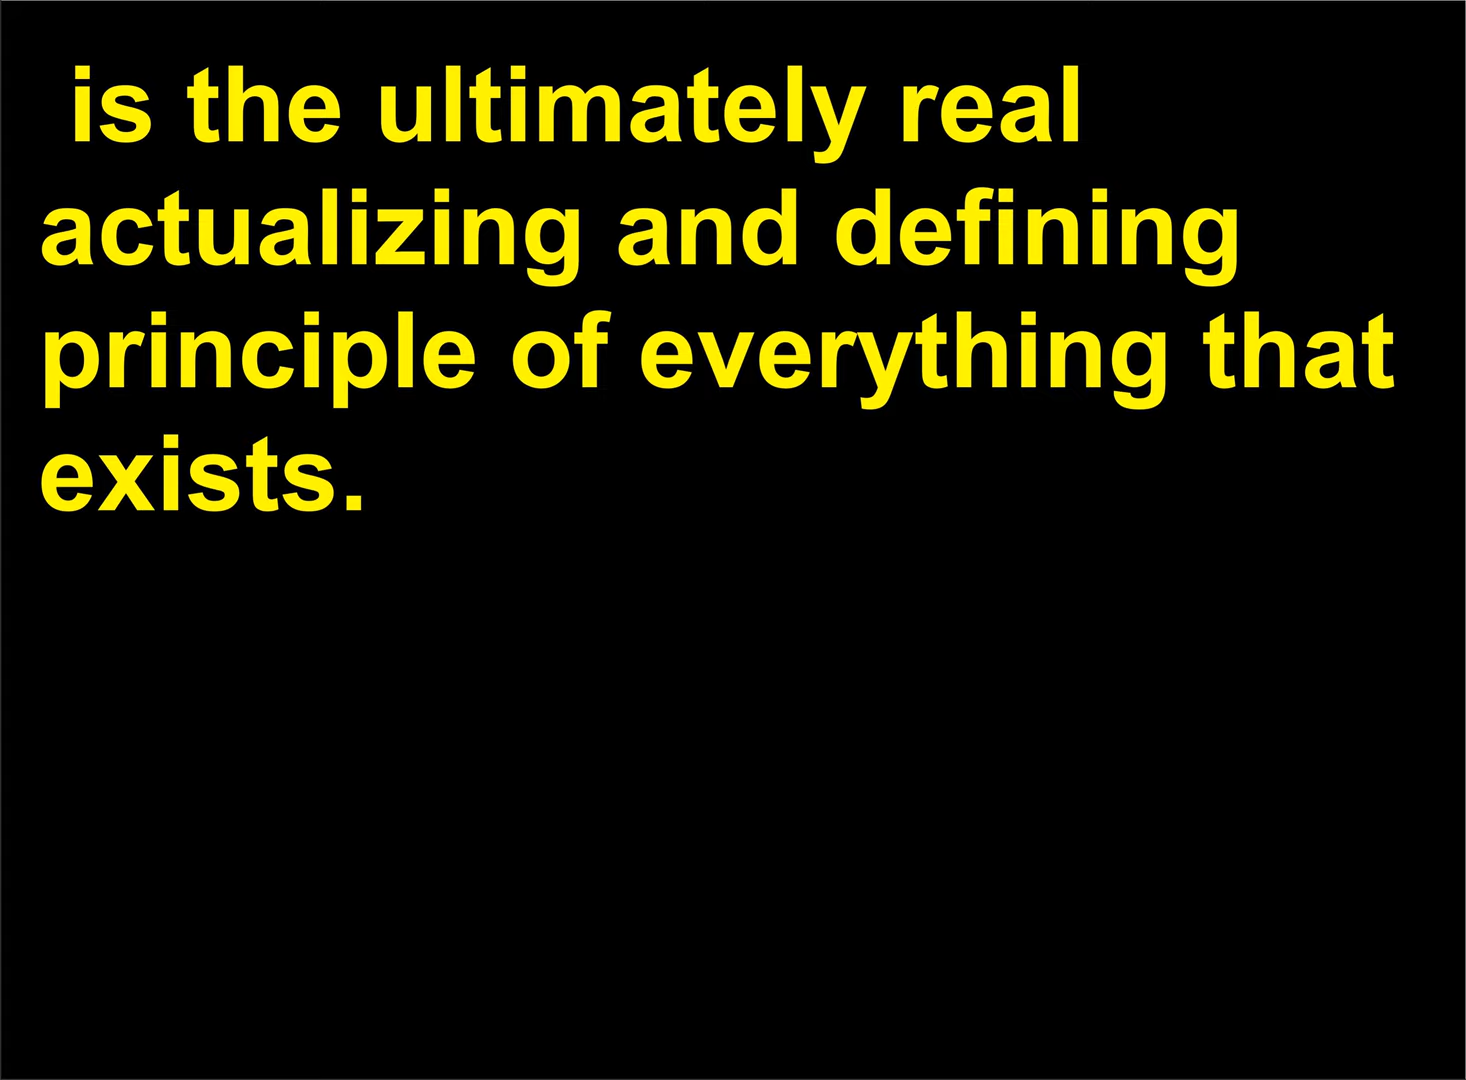 is the ultimately real
actualizing and defining
principle of everything that
exists.